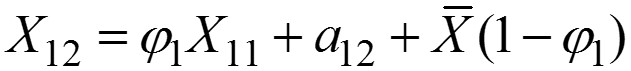 X₁₂ = φ₁X₁₁ + a₁₂ + X̅(1 − φ₁)